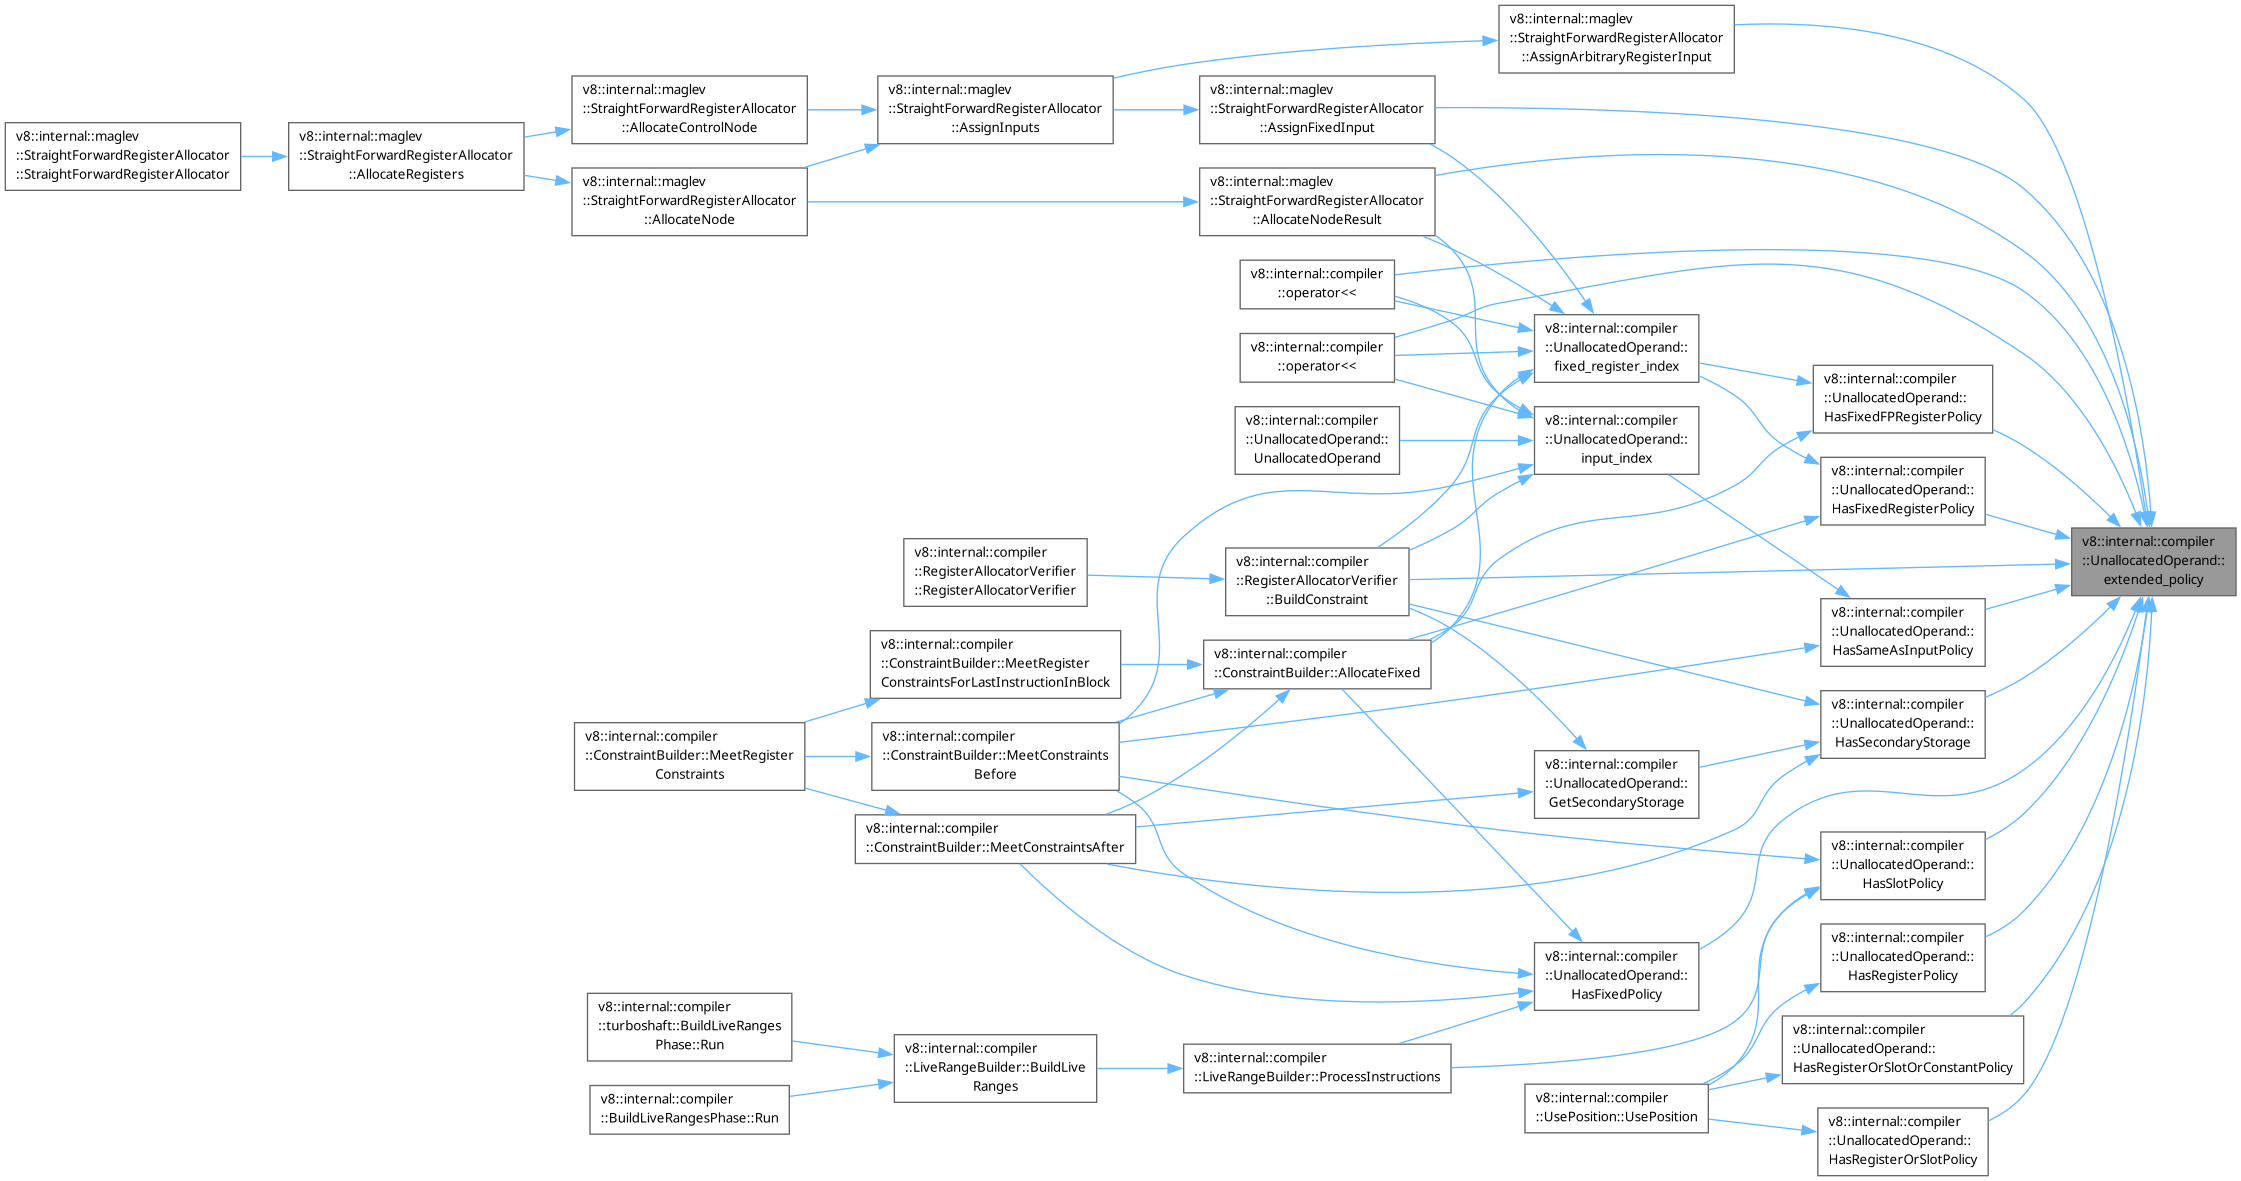 v8::internal::maglev
::StraightForwardRegisterAllocator
::StraightForwardRegisterAllocator
v8::internal::maglev
::StraightForwardRegisterAllocator
::AllocateRegisters
v8::internal::maglev
::StraightForwardRegisterAllocator
::AllocateControlNode
v8::internal::maglev
::StraightForwardRegisterAllocator
::AllocateNode
v8::internal::maglev
::StraightForwardRegisterAllocator
::AssignInputs
v8::internal::maglev
::StraightForwardRegisterAllocator
::AssignArbitraryRegisterInput
v8::internal::maglev
::StraightForwardRegisterAllocator
::AssignFixedInput
v8::internal::maglev
::StraightForwardRegisterAllocator
::AllocateNodeResult
v8::internal::compiler
::operator<<
v8::internal::compiler
::operator<<
v8::internal::compiler
::UnallocatedOperand::
UnallocatedOperand
v8::internal::compiler
::UnallocatedOperand::
fixed_register_index
v8::internal::compiler
::UnallocatedOperand::
input_index
v8::internal::compiler
::UnallocatedOperand::
HasFixedFPRegisterPolicy
v8::internal::compiler
::UnallocatedOperand::
HasFixedRegisterPolicy
v8::internal::compiler
::UnallocatedOperand::
extended_policy
v8::internal::compiler
::RegisterAllocatorVerifier
::RegisterAllocatorVerifier
v8::internal::compiler
::RegisterAllocatorVerifier
::BuildConstraint
v8::internal::compiler
::UnallocatedOperand::
HasSameAsInputPolicy
v8::internal::compiler
::ConstraintBuilder::MeetRegister
ConstraintsForLastInstructionInBlock
v8::internal::compiler
::ConstraintBuilder::AllocateFixed
v8::internal::compiler
::UnallocatedOperand::
HasSecondaryStorage
v8::internal::compiler
::ConstraintBuilder::MeetRegister
Constraints
v8::internal::compiler
::ConstraintBuilder::MeetConstraints
Before
v8::internal::compiler
::UnallocatedOperand::
GetSecondaryStorage
v8::internal::compiler
::ConstraintBuilder::MeetConstraintsAfter
v8::internal::compiler
::UnallocatedOperand::
HasSlotPolicy
v8::internal::compiler
::UnallocatedOperand::
HasFixedPolicy
v8::internal::compiler
::UnallocatedOperand::
HasRegisterPolicy
v8::internal::compiler
::turboshaft::BuildLiveRanges
Phase::Run
v8::internal::compiler
::BuildLiveRangesPhase::Run
v8::internal::compiler
::LiveRangeBuilder::BuildLive
Ranges
v8::internal::compiler
::LiveRangeBuilder::ProcessInstructions
v8::internal::compiler
::UnallocatedOperand::
HasRegisterOrSlotOrConstantPolicy
v8::internal::compiler
::UsePosition::UsePosition
v8::internal::compiler
::UnallocatedOperand::
HasRegisterOrSlotPolicy